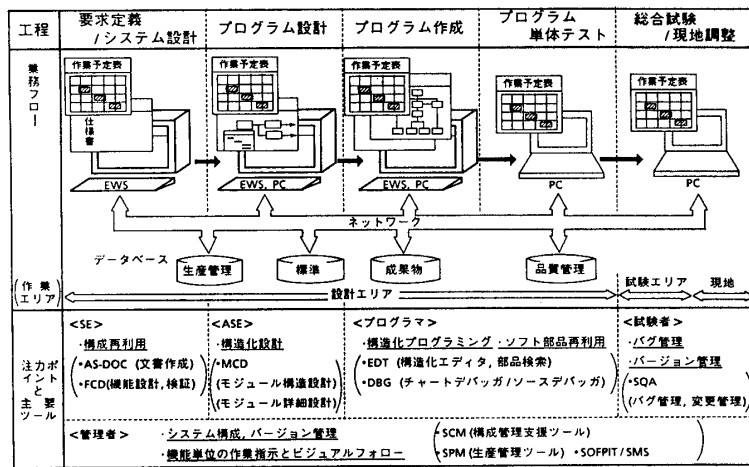 工程
要求定義
/システム設計
プログラム設計
プログラム作成
プログラム
単体テスト
総合試験
/現地調整
業務フロー
作業予定表
仕様書
EWS
作業予定表
EWS, PC
作業予定表
EWS, PC
作業予定表
PC
PC
ネットワーク
データベース
生産管理
標準
成果物
品質管理
(作業エリア)
設計エリア
試験エリア
現地
注力ポイントと主要ツール
<SE>
・構成再利用
(・AS-DOC (文書作成)
・FCD(機能設計,検証))
<ASE>
・構造化設計
(・MCD
(モジュール構造設計)
(モジュール詳細設計))
<プログラマ>
・構造化プログラミング ・ソフト部品再利用
(・EDT (構造化エディタ,部品検索)
・DBG (チャートデバッガ/ソースデバッガ))
<試験者>
・バグ管理
・バージョン管理
(・SQA
(バグ管理,変更管理))
<管理者>
・システム構成,バージョン管理
・機能単位の作業指示とビジュアルフォロー
(・SCM (構成管理支援ツール)
・SPM (生産管理ツール) ・SOFPIT/SMS)